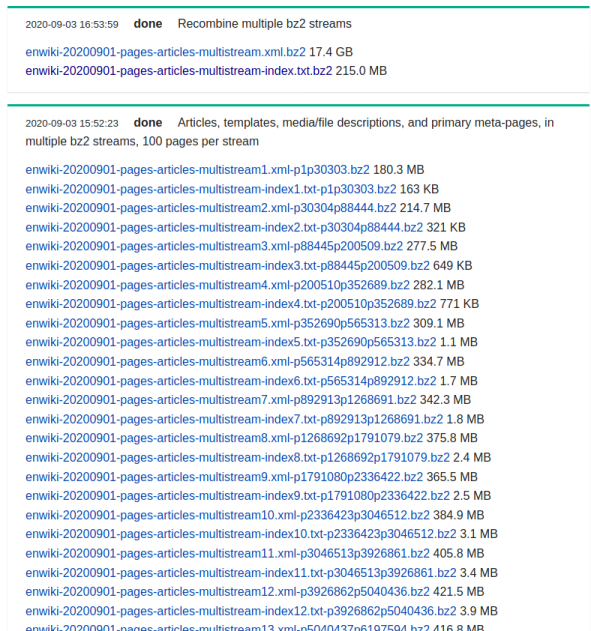 2020-09-03 16:53:59 done Recombine multiple bz2 streams
enwiki-20200901-pages-articles-multistream.xml.bz2 17.4 GB
enwiki-20200901-pages-articles-multistream-index.txt.bz2 215.0 MB
2020-09-03 15:52:23 done Articles, templates, media/file descriptions, and primary meta-pages, in
multiple bz2 streams, 100 pages per stream
enwiki-20200901-pages-articles-multistream1.xml-p1p30303.bz2 180.3 MB
enwiki-20200901-pages-articles-multistream-index1.txt-p1p30303.bz2 163 KB
enwiki-20200901-pages-articles-multistream2.xml-p30304p88444.bz2 214.7 MB
enwiki-20200901-pages-articles-multistream-index2.txt-p30304p88444.bz2 321 KB
enwiki-20200901-pages-articles-multistream3.xml-p88445p200509.bz2 277.5 MB
enwiki-20200901-pages-articles-multistream-index3.txt-p88445p200509.bz2 649 KB
enwiki-20200901-pages-articles-multistream4.xml-p200510p352689.bz2 282.1 MB
enwiki-20200901-pages-articles-multistream-index4.txt-p200510p352689.bz2 771 KB
enwiki-20200901-pages-articles-multistream5.xml-p352690p565313.bz2 309.1 MB
enwiki-20200901-pages-articles-multistream-index5.txt-p352690p565313.bz2 1.1 MB
enwiki-20200901-pages-articles-multistream6.xml-p565314p892912.bz2 334.7 MB
enwiki-20200901-pages-articles-multistream-index6.txt-p565314p892912.bz2 1.7 MB
enwiki-20200901-pages-articles-multistream7.xml-p892913p1268691.bz2 342.3 MB
enwiki-20200901-pages-articles-multistream-index7.txt-p892913p1268691.bz2 1.8 MB
enwiki-20200901-pages-articles-multistream8.xml-p1268692p1791079.bz2 375.8 MB
enwiki-20200901-pages-articles-multistream-index8.txt-p1268692p1791079.bz2 2.4 MB
enwiki-20200901-pages-articles-multistream9.xml-p1791080p2336422.bz2 365.5 MB
enwiki-20200901-pages-articles-multistream-index9.txt-p1791080p2336422.bz2 2.5 MB
enwiki-20200901-pages-articles-multistream10.xml-p2336423p3046512.bz2 384.9 MB
enwiki-20200901-pages-articles-multistream-index10.txt-p2336423p3046512.bz2 3.1 MB
enwiki-20200901-pages-articles-multistream11.xml-p3046513p3926861.bz2 405.8 MB
enwiki-20200901-pages-articles-multistream-index11.txt-p3046513p3926861.bz2 3.4 MB
enwiki-20200901-pages-articles-multistream12.xml-p3926862p5040436.bz2 421.5 MB
enwiki-20200901-pages-articles-multistream-index12.txt-p3926862p5040436.bz2 3.9 MB
enwiki-20200901-pages-articles-multistream13.xml-p5040437p6197594.bz2 416.8 MB